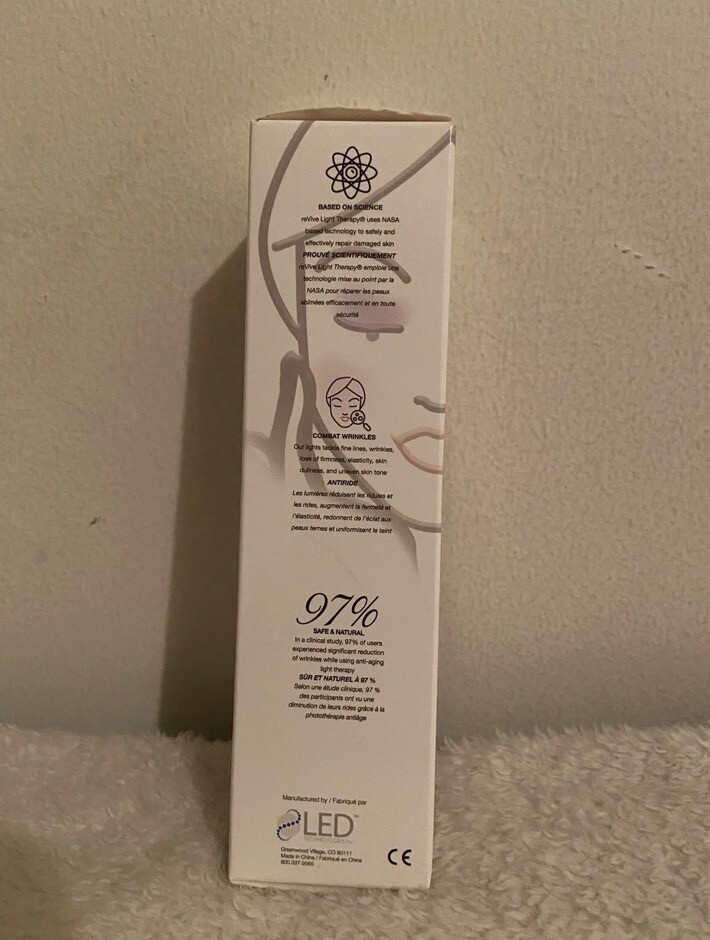 BASED ON SCIENCE
reVive Light Therapy® uses NASA
based technology to safely and
effectively repair damaged skin
PROUVÉ SCIENTIFIQUEMENT
reVive Light Therapy® emploie une
technologie mise au point par la
NASA pour réparer les peaux
abîmées efficacement et en toute
sécurité
COMBAT WRINKLES
Our lights tackle fine lines, wrinkles,
loss of firmness, elasticity, skin
dullness, and uneven skin tone
ANTIRIDE
Les lumières réduisent les ridules et
les rides, augmentent la fermeté et
l'élasticité, redonnent de l'éclat aux
peaux ternes et uniformisent le teint
97%
SAFE & NATURAL
In a clinical study, 97% of users
experienced significant reduction
of wrinkles while using anti-aging
light therapy
SÛR ET NATUREL À 97 %
Selon une étude clinique, 97 %
des participants ont vu une
diminution de leurs rides grâce à la
photothérapie antiâge
Manufactured by / Fabriqué par
LED™
TECHNOLOGIES
Greenwood Village, CO 80111
Made in China / Fabriqué en Chine
800.337.9565
CE